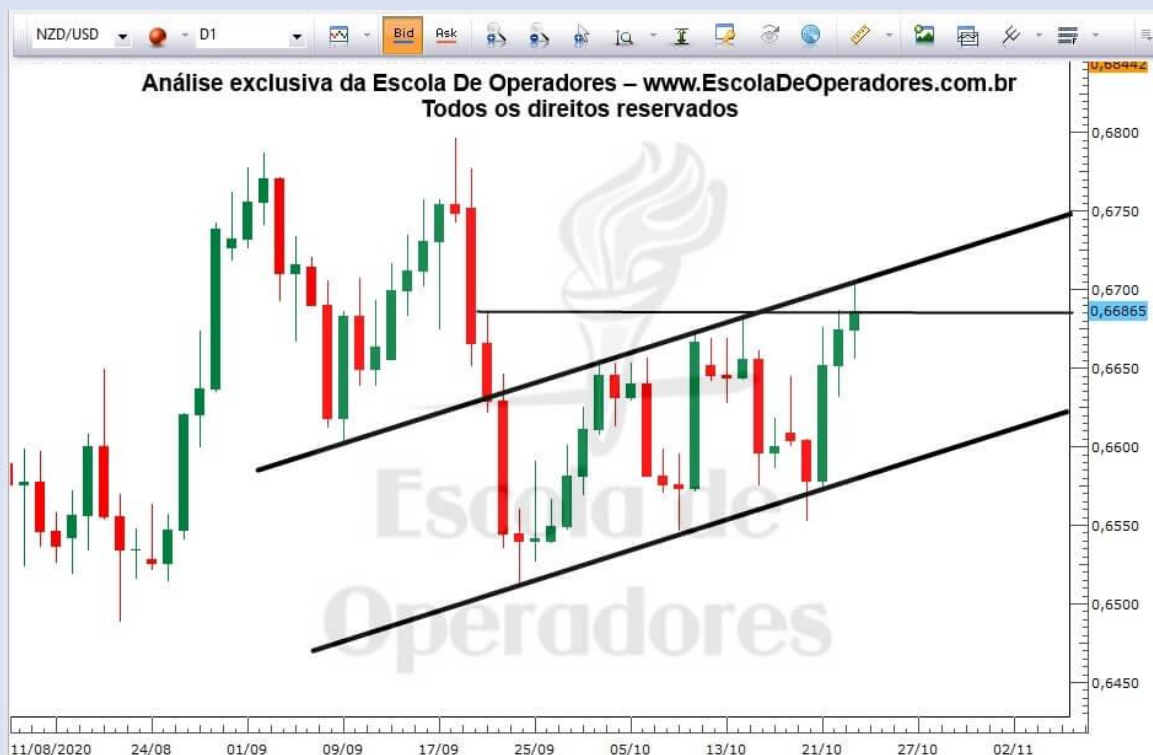 NZD/USD D1 Bid Ask
Análise exclusiva da Escola De Operadores – www.EscolaDeOperadores.com.br
Todos os direitos reservados
0,68442
0,6800
0,6750
0,6700
0,66865
0,6650
0,6600
0,6550
0,6500
0,6450
Escola de
Operadores
11/08/2020 24/08 01/09 09/09 17/09 25/09 05/10 13/10 21/10 27/10 02/11